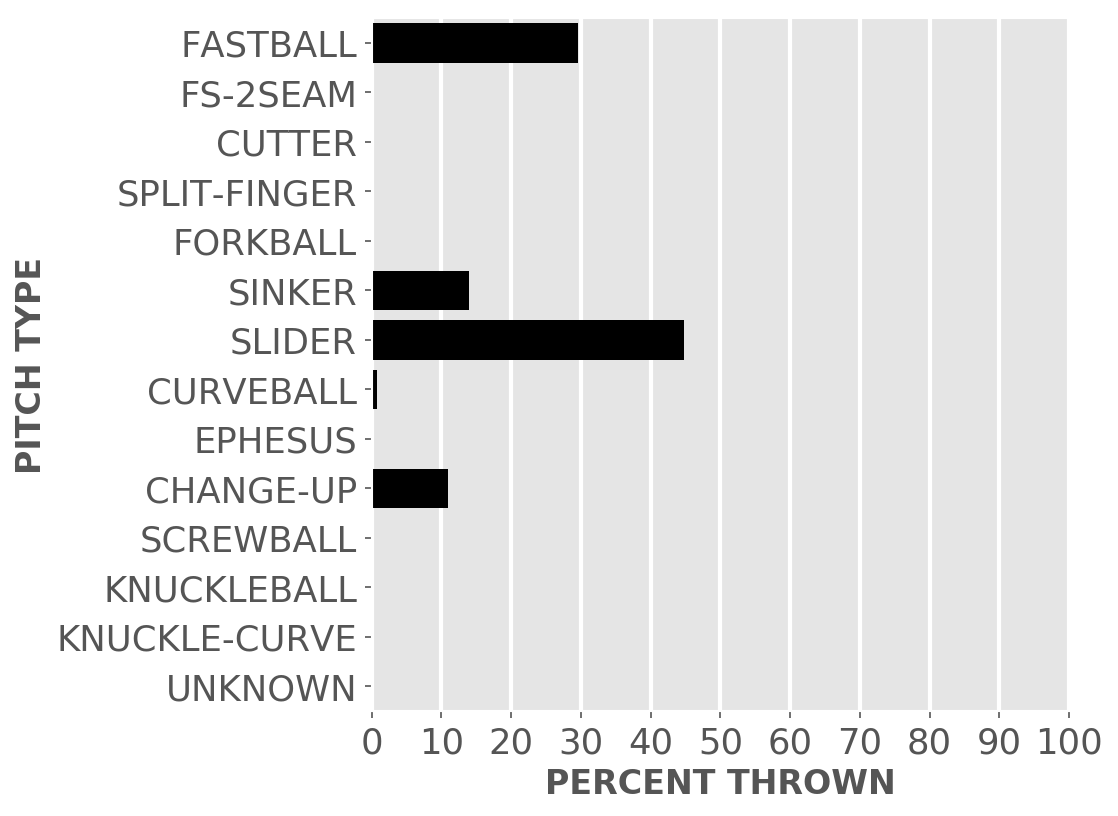 FASTBALL
FS-2SEAM
CUTTER
SPLIT-FINGER
FORKBALL
SINKER
SLIDER
CURVEBALL
EPHESUS
CHANGE-UP
SCREWBALL
KNUCKLEBALL
KNUCKLE-CURVE
UNKNOWN
PITCH TYPE
0 10 20 30 40 50 60 70 80 90 100
PERCENT THROWN